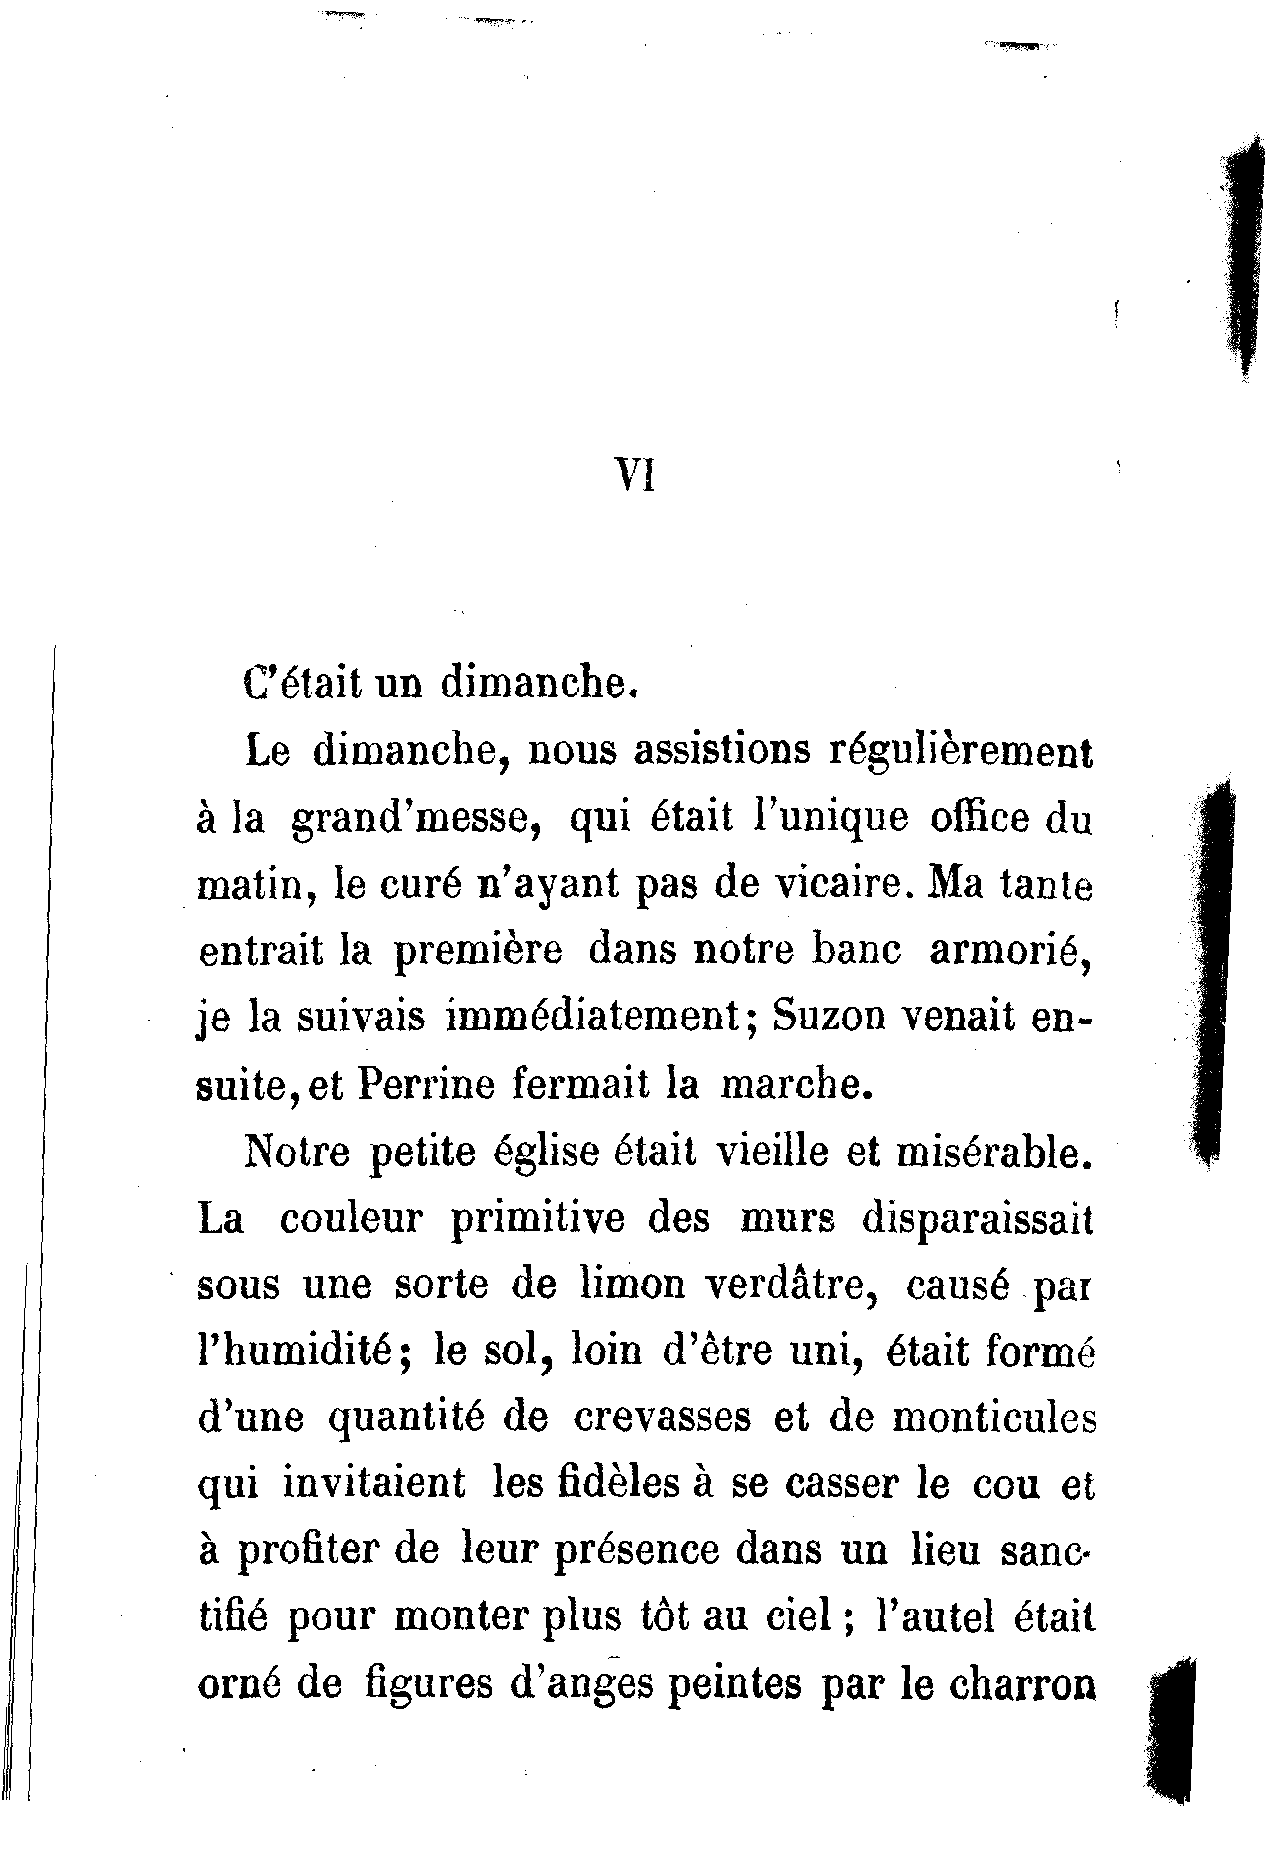 VI
C'était un dimanche.
Le dimanche, nous assistions régulièrement
à la grand'messe, qui était l'unique office du
matin, le curé n'ayant pas de vicaire. Ma tante
entrait la première dans notre banc armorié,
je la suivais immédiatement; Suzon venait en-
suite, et Perrine fermait la marche.
Notre petite église était vieille et misérable.
La couleur primitive des murs disparaissait
sous une sorte de limon verdâtre, causé par
l'humidité; le sol, loin d'être uni, était formé
d'une quantité de crevasses et de monticules
qui invitaient les fidèles à se casser le cou et
à profiter de leur présence dans un lieu sanc-
tifié pour monter plus tôt au ciel; l'autel était
orné de figures d'anges peintes par le charron